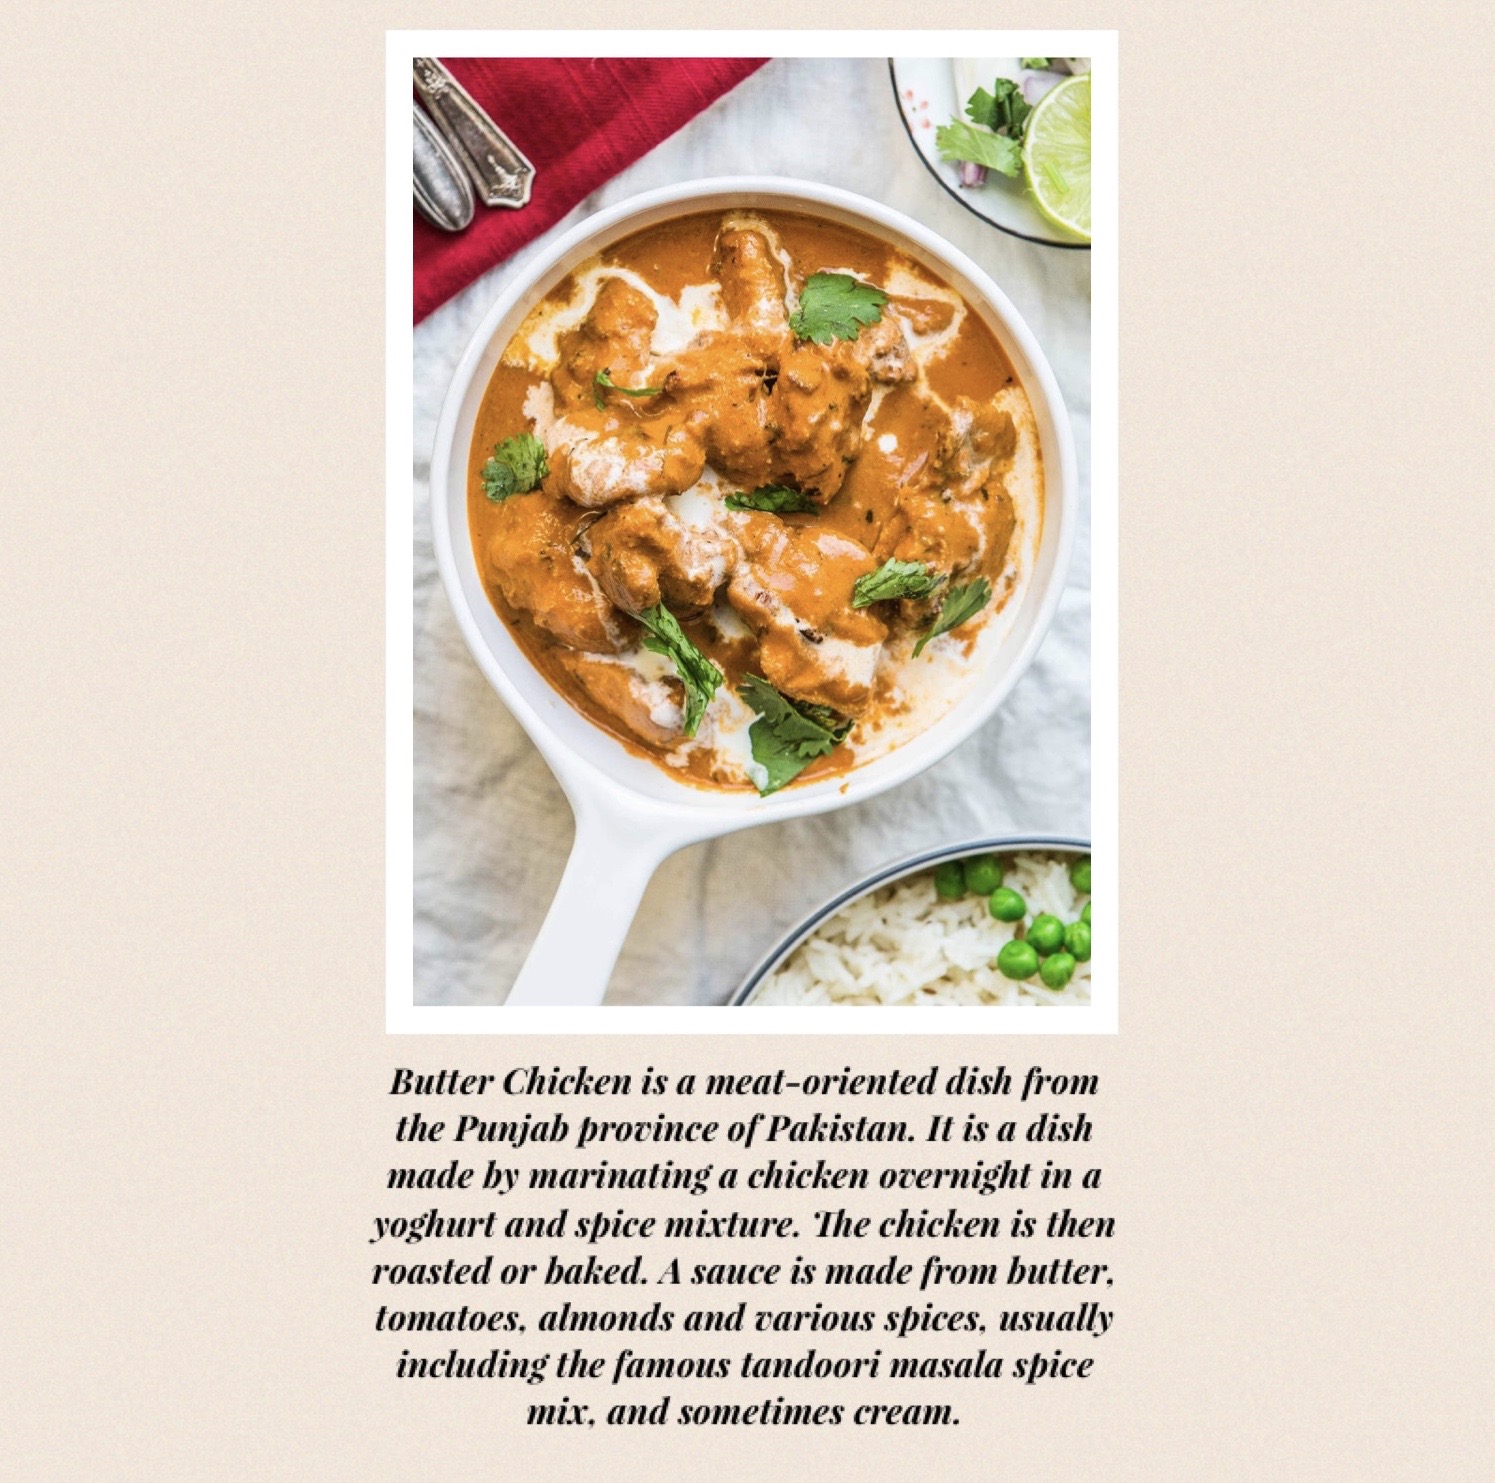 Butter Chicken is a meat-oriented dish from
the Punjab province of Pakistan. It is a dish
made by marinating a chicken overnight in a
yoghurt and spice mixture. The chicken is then
roasted or baked. A sauce is made from butter,
tomatoes, almonds and various spices, usually
including the famous tandoori masala spice
mix, and sometimes cream.